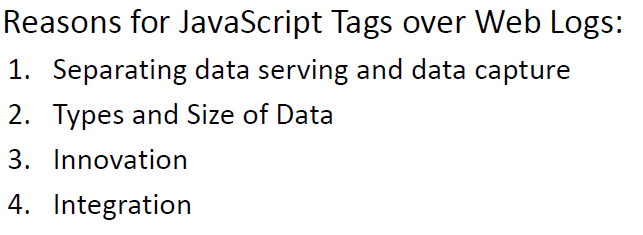 Reasons for JavaScript Tags over Web Logs:
1. Separating data serving and data capture
2. Types and Size of Data
3. Innovation
4. Integration